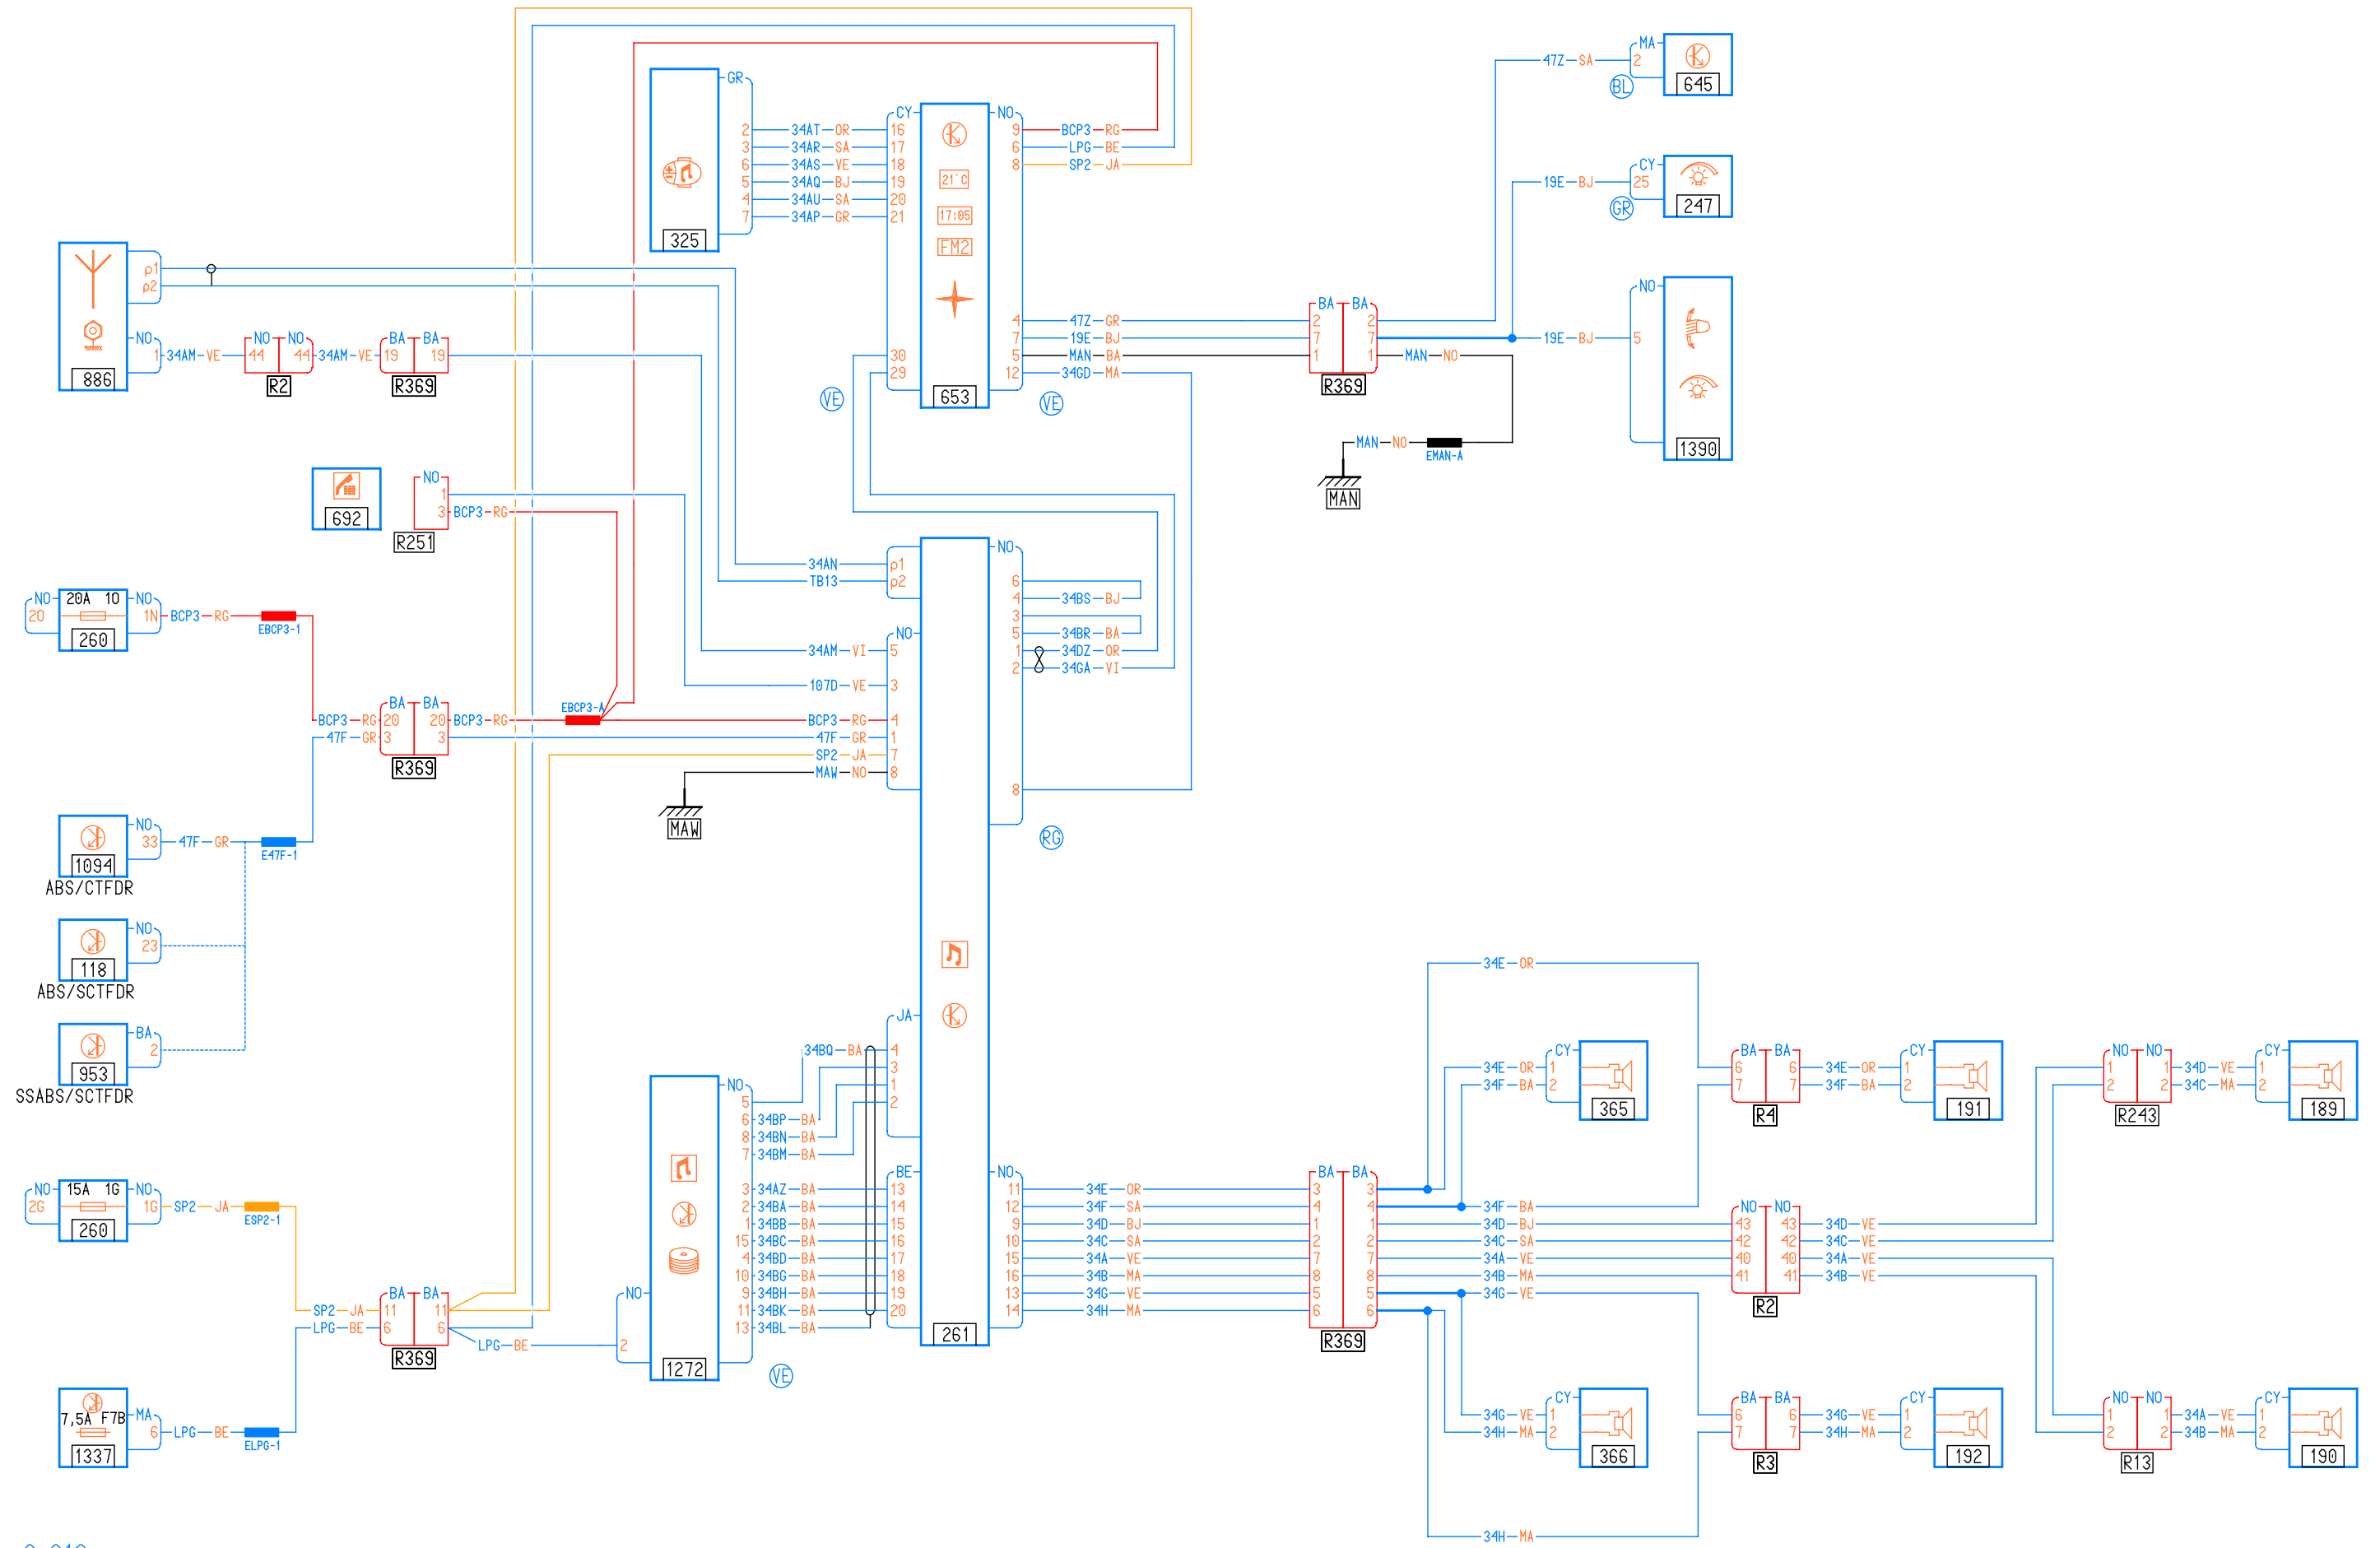 MA
47Z SA 2
BL 645
GR
CY NO
2 34AT OR 16
3 34AR SA 17
6 34AS VE 18
5 34AQ BJ 19
4 34AU SA 20
7 34AP GR 21
325
9 BCP3 RG
6 LPG BE
8 SP2 JA
21°C
17:05
FM2
CY
19E BJ 25
GR 247
p1
p2
NO NO NO BA BA
1 34AM VE 44 44 34AM VE 19 19
886 R2 R369
30
29
VE 653 VE
4 47Z GR
7 19E BJ
5 MAN BA
12 34GD MA
BA BA
2 2
7 7
1 1 MAN NO
R369
NO
19E BJ 5
1390
MAN NO EMAN-A
MAN
692
NO
1
3 BCP3 RG
R251
34AN p1
TB13 p2
NO
6
4 34BS BJ
3
5 34BR BA
1 34DZ OR
2 34GA VI
8
RG
NO 20A 10 NO
20 1N BCP3 RG EBCP3-1
260
NO
34AM VI 5
107D VE 3
BCP3 RG 4
47F GR 1
SP2 JA 7
MAW NO 8
MAW
BA BA
BCP3 RG 20 20 BCP3 RG EBCP3-A
47F GR 3 3
R369
NO
33 47F GR E47F-1
1094
ABS/CTFDR
NO
23
118
ABS/SCTFDR
BA
2
953
SSABS/SCTFDR
JA
34BQ BA 4
3
1
2
NO
5
6 34BP BA
8 34BN BA
7 34BM BA
BE
3 34AZ BA 13
2 34BA BA 14
1 34BB BA 15
15 34BC BA 16
4 34BD BA 17
10 34BG BA 18
9 34BH BA 19
11 34BK BA 20
13 34BL BA
NO
LPG BE 2
1272 VE
261
NO
11 34E OR
12 34F SA
9 34D BJ
10 34C SA
15 34A VE
16 34B MA
13 34G VE
14 34H MA
BA BA
3 3
4 4
1 1
2 2
7 7
8 8
5 5
6 6
R369
34E OR
CY
34E OR 1
34F BA 2
365
BA BA
6 6 34E OR
7 7 34F BA
R4
CY
1
2
191
NO NO
1 1 34D VE
2 2 34C MA
R243
CY
1
2
189
34F BA
34D BJ
34C SA
34A VE
34B MA
34G VE
NO NO
43 43 34D VE
42 42 34C VE
40 40 34A VE
41 41 34B VE
R2
NO 15A 1G NO
2G 1G SP2 JA ESP2-1
260
BA BA
SP2 JA 11 11
LPG BE 6 6
R369
MA
7,5A F7B
6 LPG BE ELPG-1
1337
CY
34G VE 1
34H MA 2
366
BA BA
6 6 34G VE
7 7 34H MA
R3
CY
1
2
192
NO NO
1 1 34A VE
2 2 34B MA
R13
CY
1
2
190
34H MA